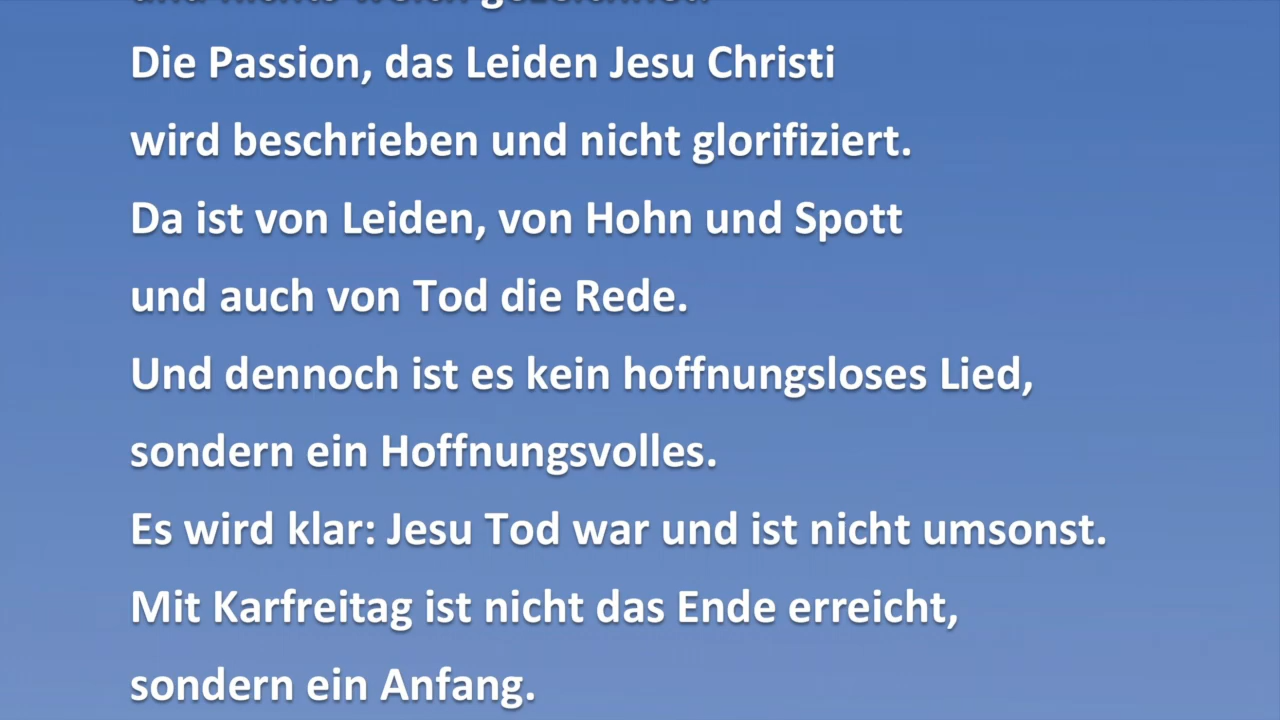 Die Passion, das Leiden Jesu Christi
wird beschrieben und nicht glorifiziert.
Da ist von Leiden, von Hohn und Spott
und auch von Tod die Rede.
Und dennoch ist es kein hoffnungsloses Lied,
sondern ein Hoffnungsvolles.
Es wird klar: Jesu Tod war und ist nicht umsonst.
Mit Karfreitag ist nicht das Ende erreicht,
sondern ein Anfang.